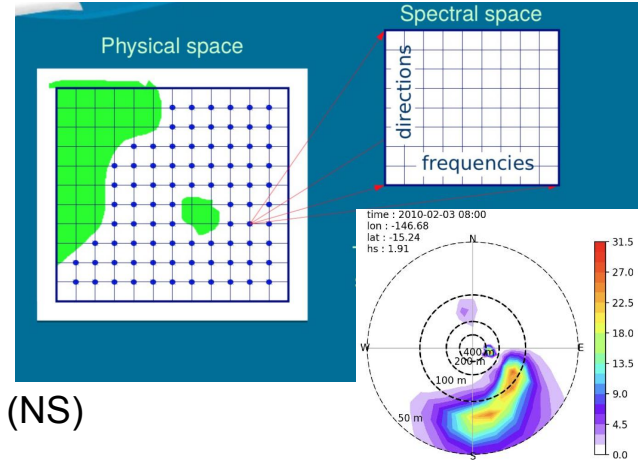 Physical space
Spectral space
directions
frequencies
time : 2010-02-03 08:00
lon : -146.68
lat : -15.24
hs : 1.91
N
W
E
S
400 m
200 m
100 m
50 m
31.5
27.0
22.5
18.0
13.5
9.0
4.5
0.0
(NS)